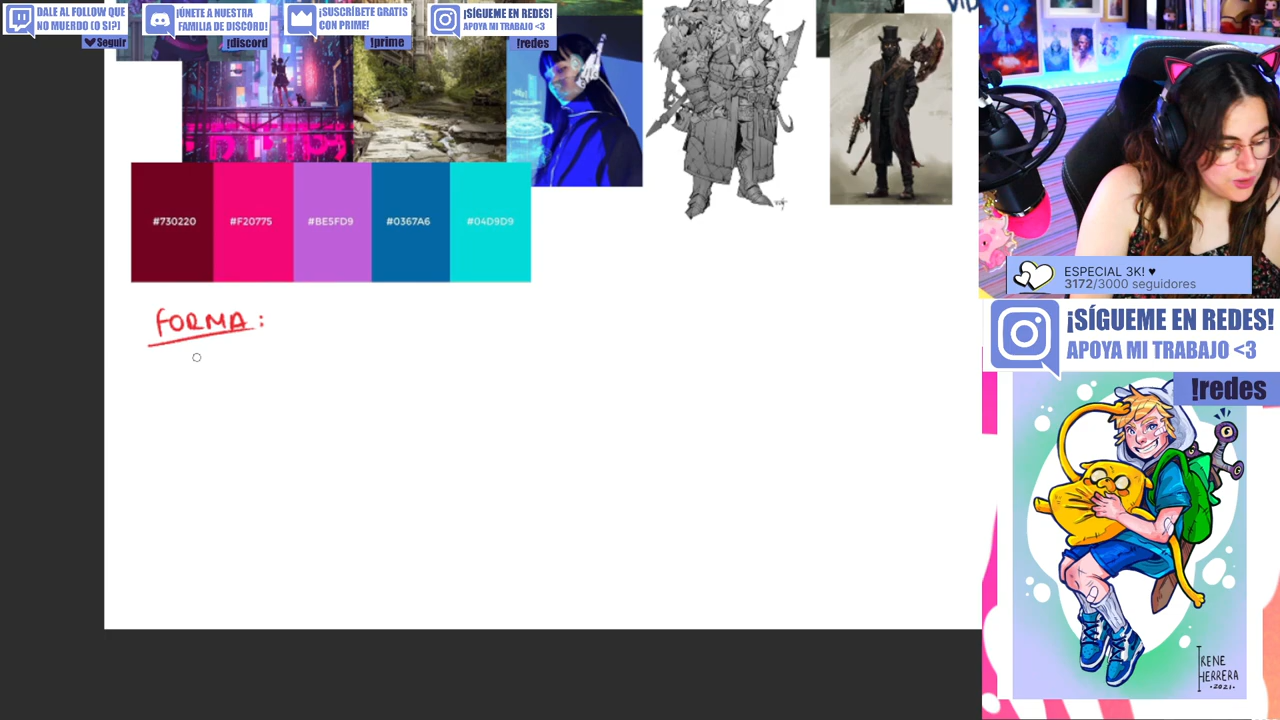 DALE AL FOLLOW QUE
NO MUERDO (O SI?)
Seguir
¡ÚNETE A NUESTRA
FAMILIA DE DISCORD!
!discord
¡SUSCRÍBETE GRATIS
CON PRIME!
!prime
¡SÍGUEME EN REDES!
APOYA MI TRABAJO <3
!redes
#730220
#F20775
#BE5FD9
#0367A6
#04D9D9
FORMA:
ESPECIAL 3K! ♥
3172/3000 seguidores
¡SÍGUEME EN REDES!
APOYA MI TRABAJO <3
!redes
IRENE
HERRERA
·2021·